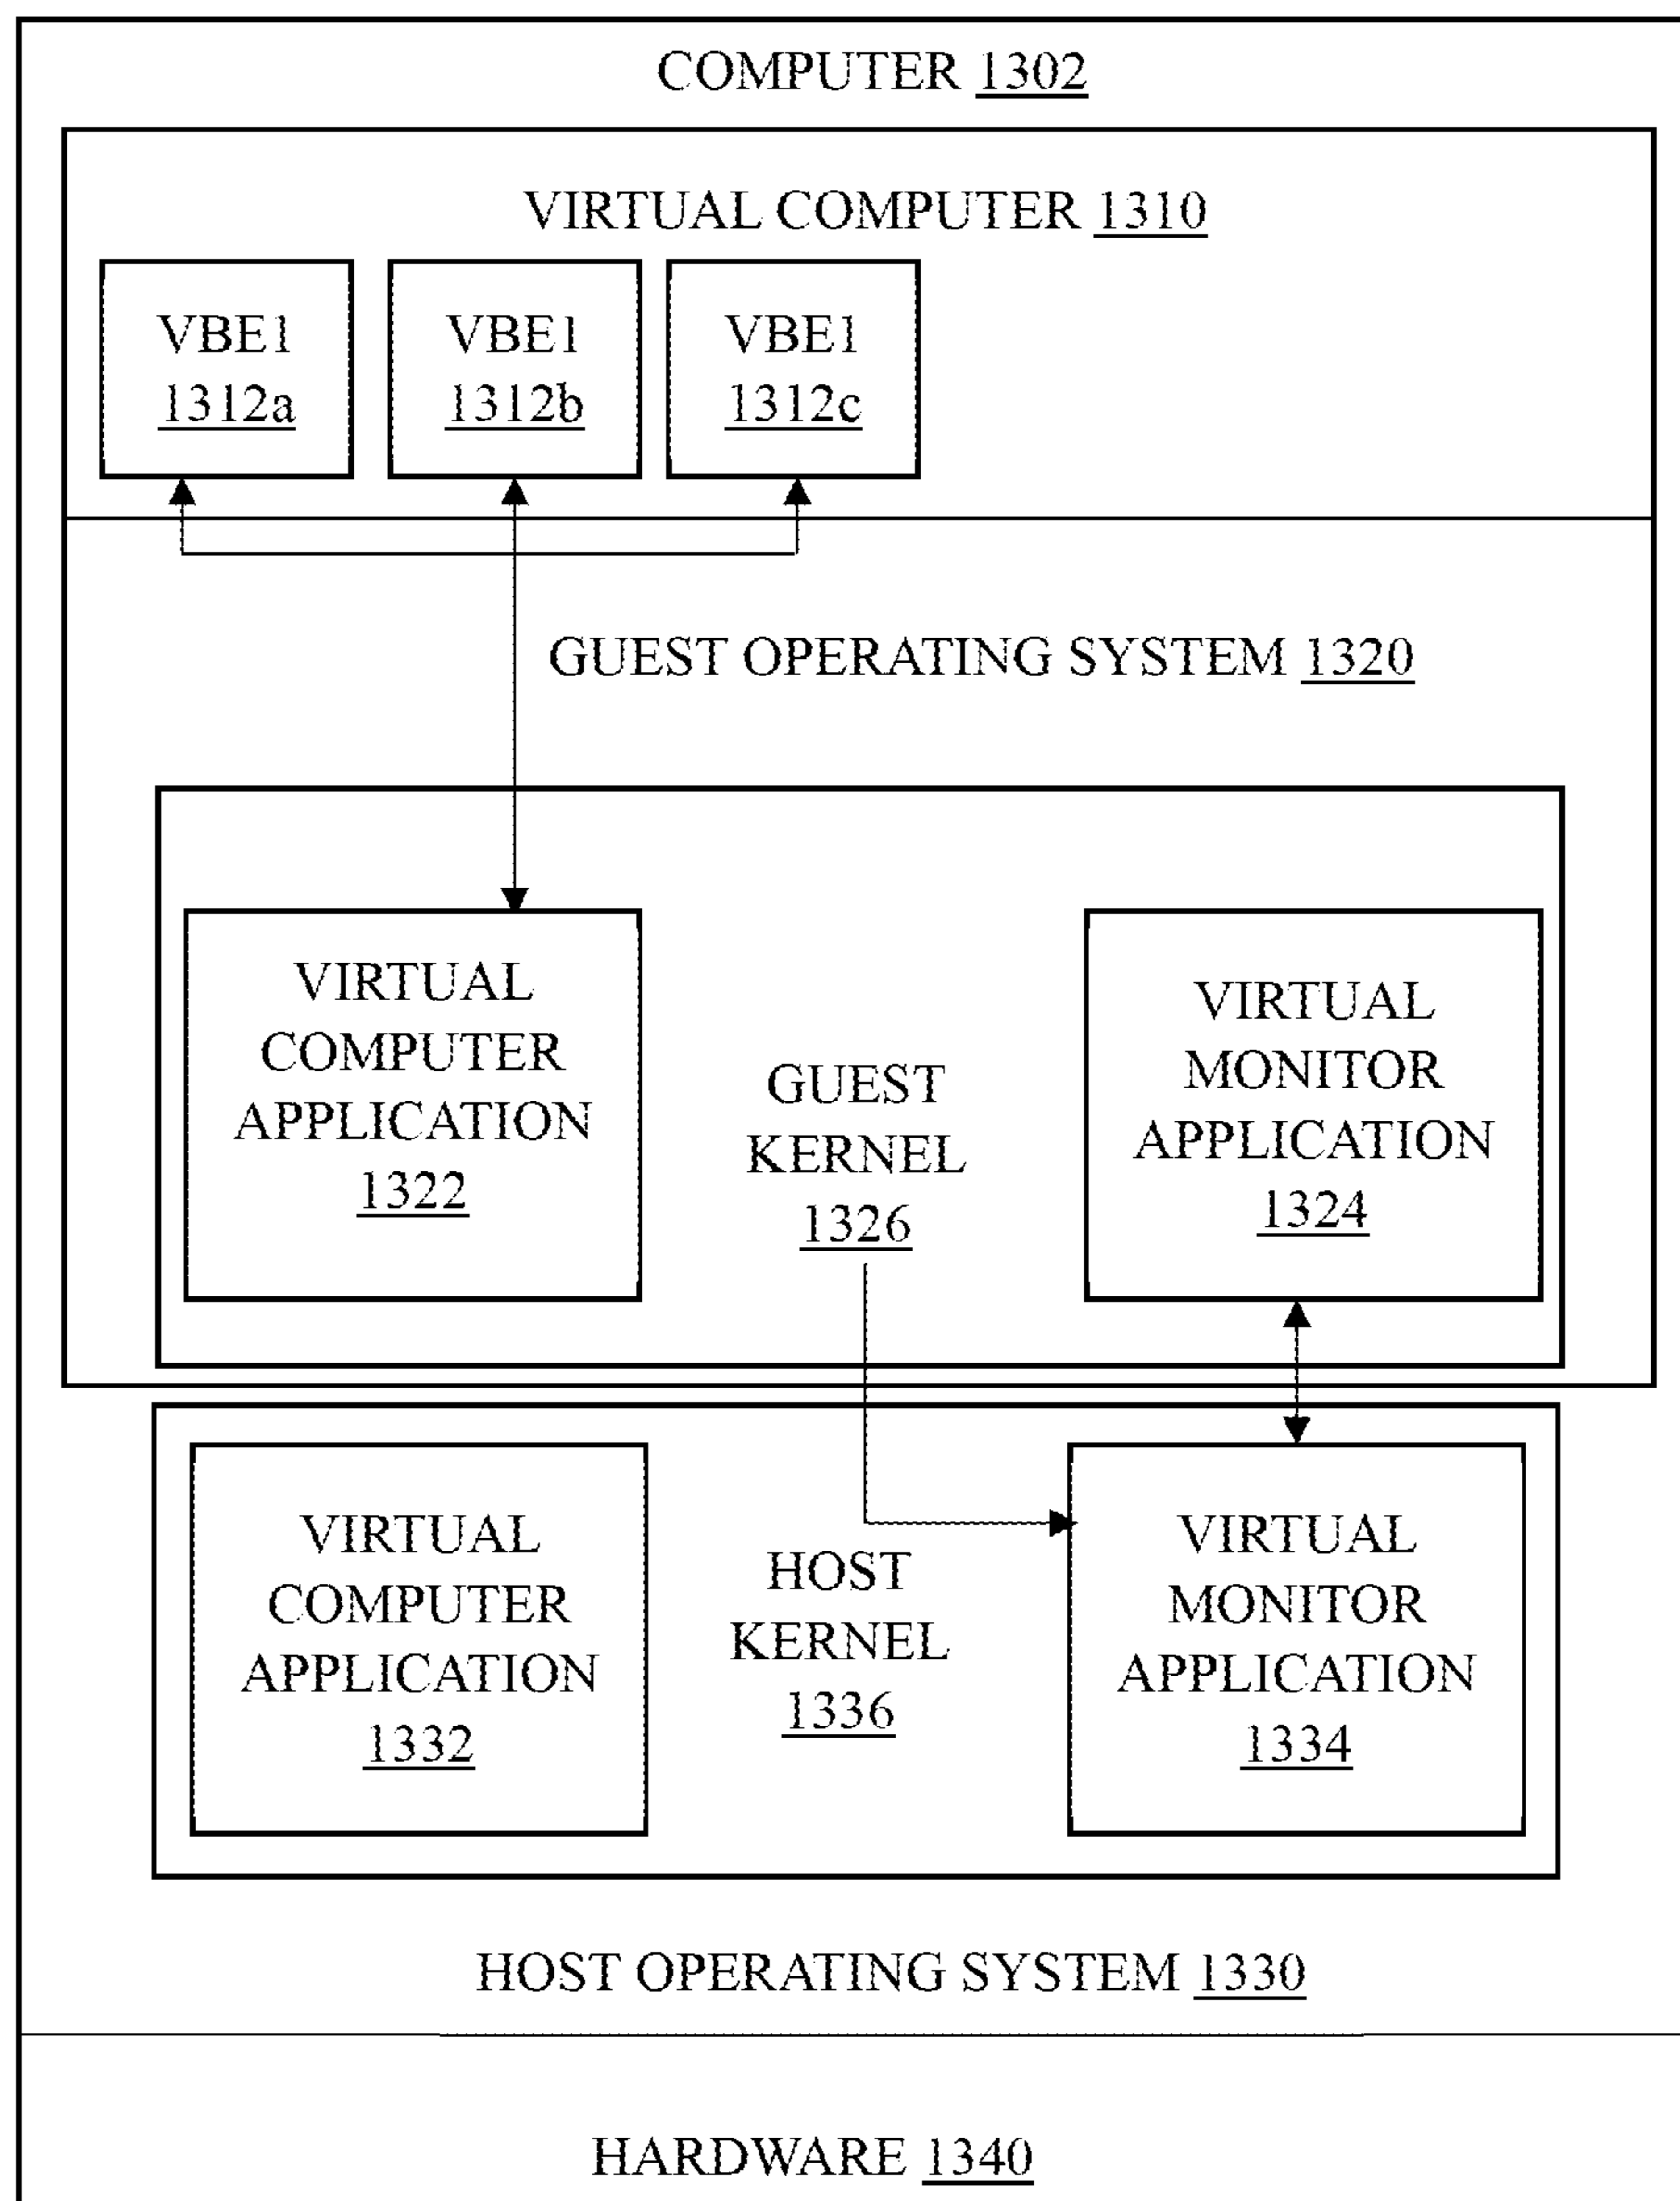 COMPUTER 1302
VIRTUAL COMPUTER 1310
VBE1
1312a
VBE1
1312b
VBE1
1312c
GUEST OPERATING SYSTEM 1320
VIRTUAL
COMPUTER
APPLICATION
1322
GUEST
KERNEL
1326
VIRTUAL
MONITOR
APPLICATION
1324
VIRTUAL
COMPUTER
APPLICATION
1332
HOST
KERNEL
1336
VIRTUAL
MONITOR
APPLICATION
1334
HOST OPERATING SYSTEM 1330
HARDWARE 1340